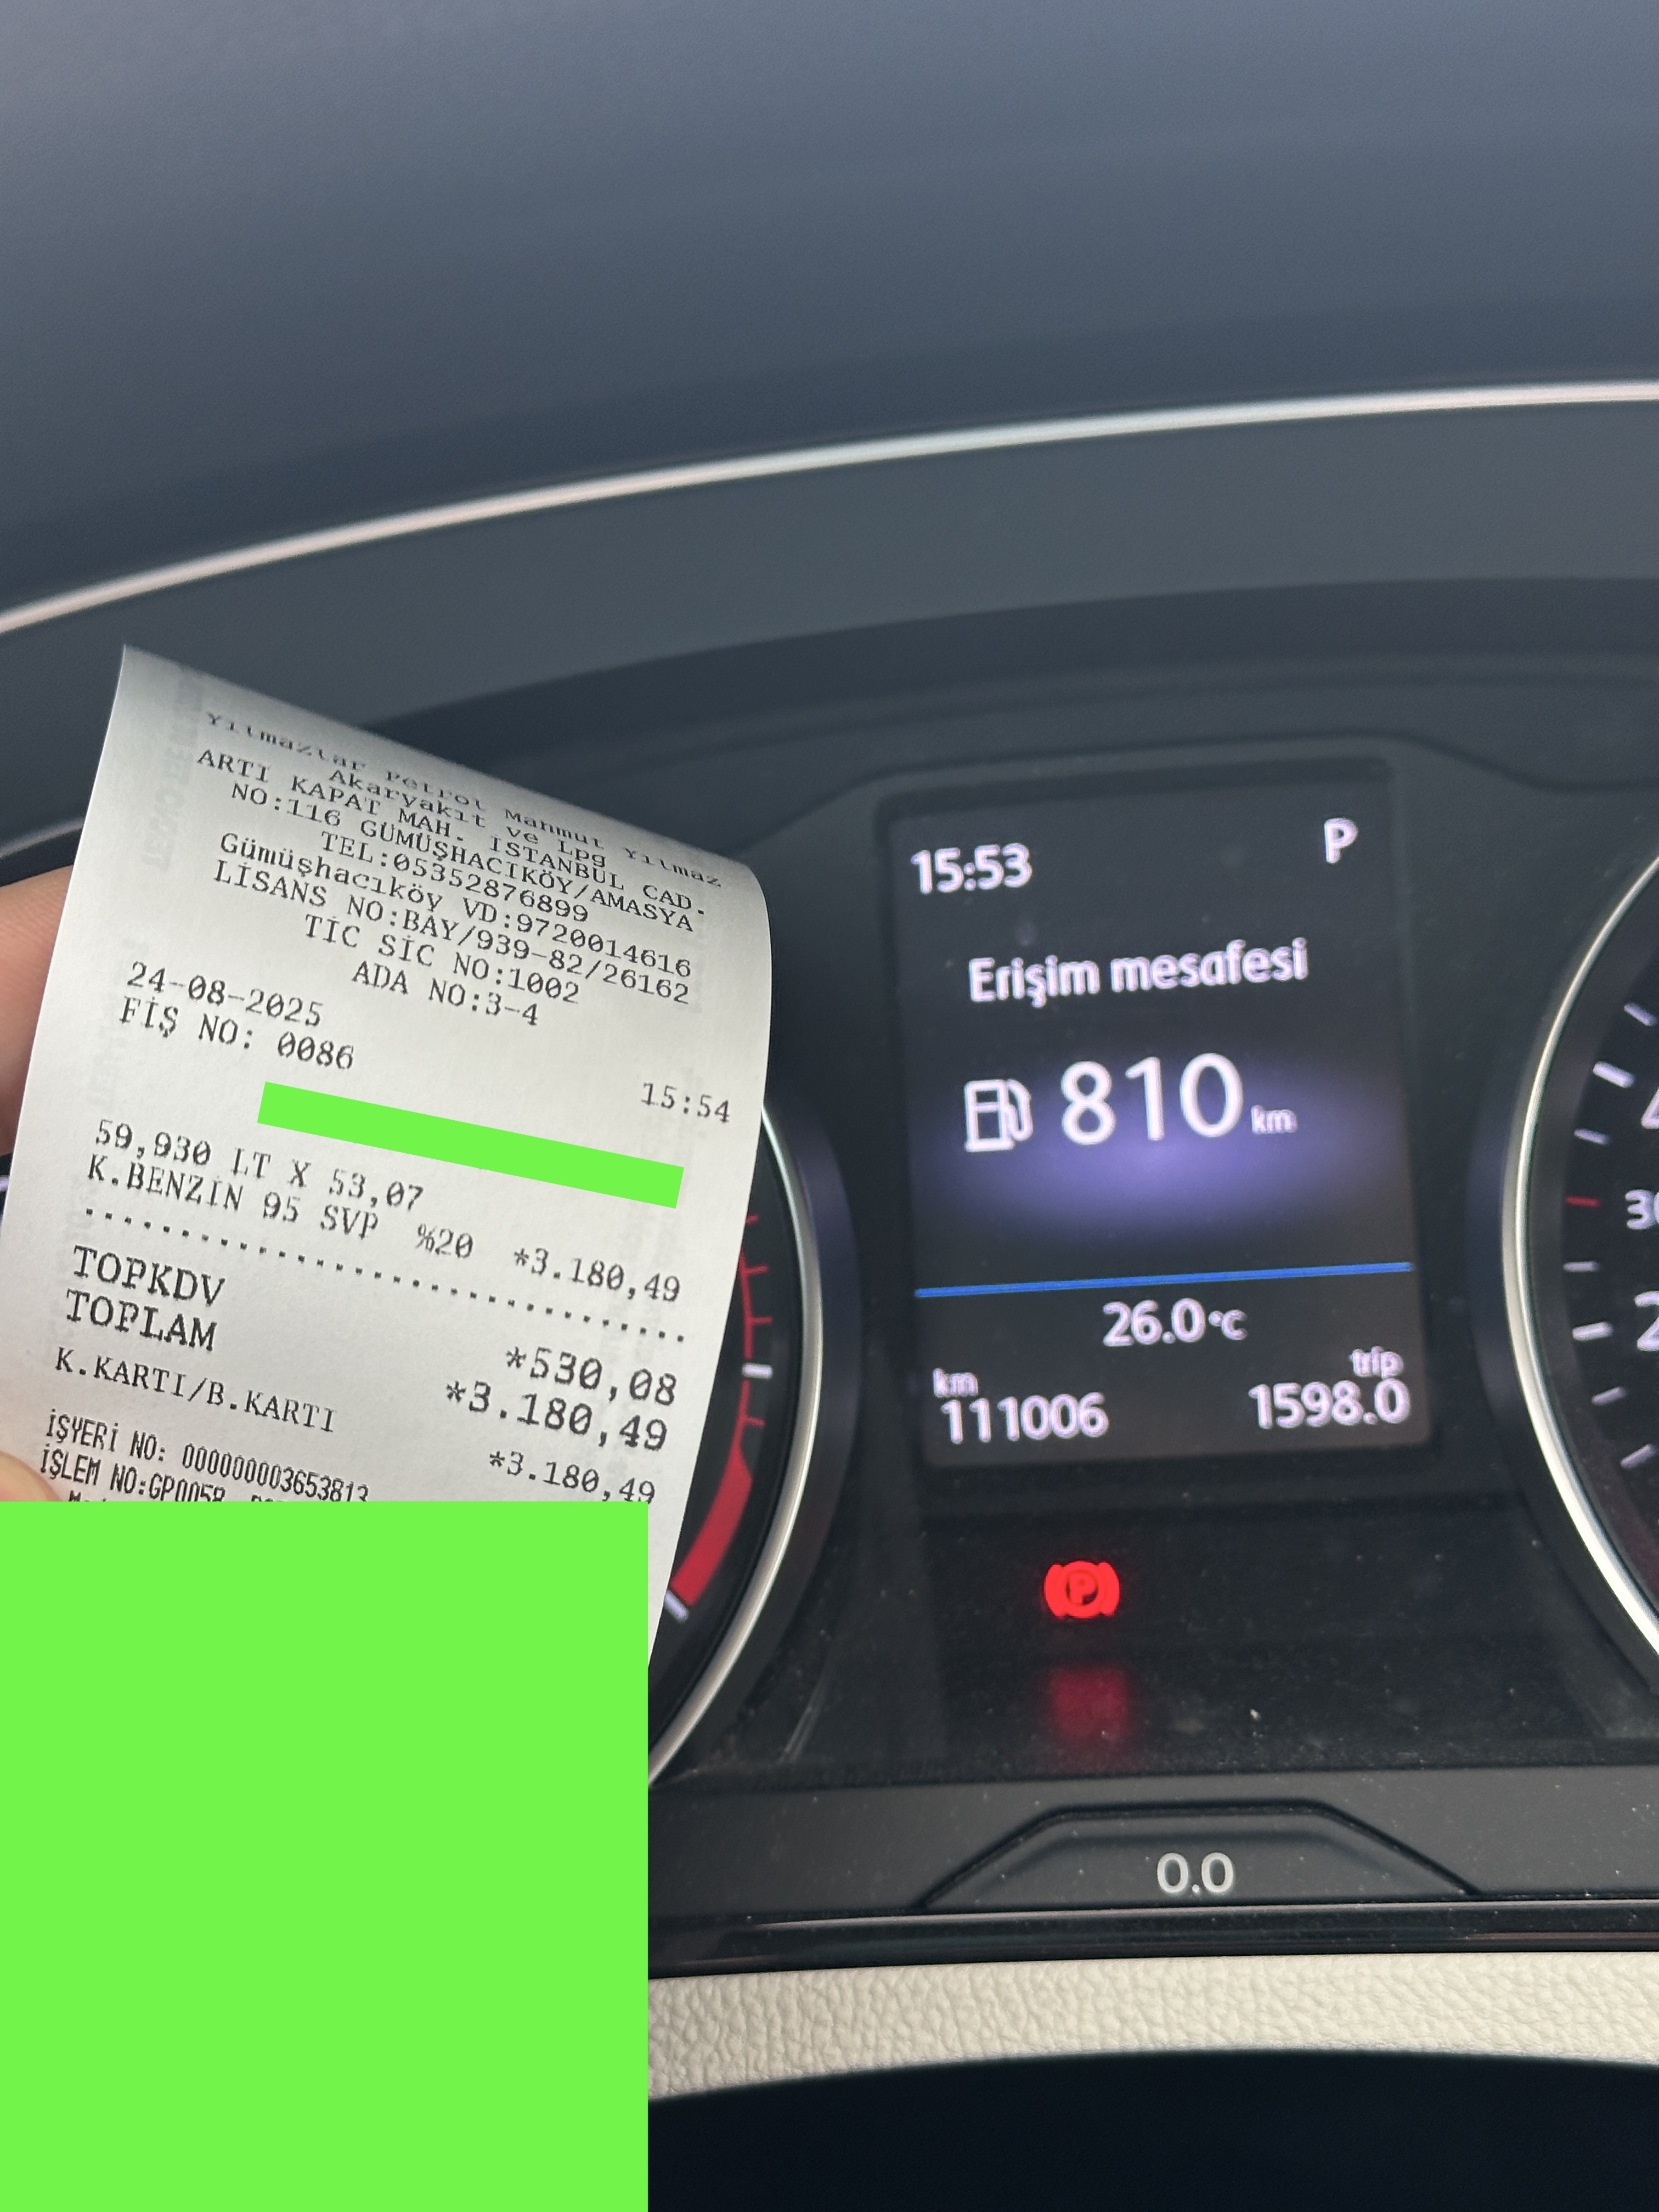 Yılmazlar Petrol Mahmut Yılmaz
Akaryakıt ve Lpg
ARTI KAPAT MAH. İSTANBUL CAD.
NO:116 GÜMÜŞHACIKÖY/AMASYA
TEL:05352876899
Gümüşhacıköy VD:9720014616
LİSANS NO:BAY/939-82/26162
TİC SİC NO:1002
ADA NO:3-4
24-08-2025
FİŞ NO: 0086
15:54
59,930 LT X 53,07
K.BENZİN 95 SVP %20 *3.180,49
TOPKDV *530,08
TOPLAM *3.180,49
K.KARTI/B.KARTI *3.180,49
İŞYERİ NO: 000000003653813
İŞLEM NO:GP0058
15:53 P
Erişim mesafesi
810 km
26.0°C
km trip
111006 1598.0
P
0.0